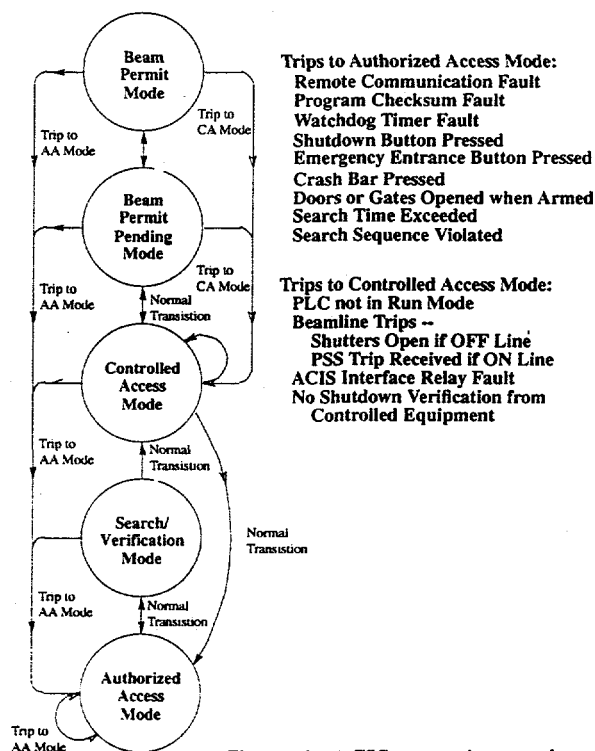 Beam
Permit
Mode
Trip to
AA Mode
Trip to
CA Mode
Beam
Permit
Pending
Mode
Trip to
AA Mode
Trip to
CA Mode
Normal
Transistion
Controlled
Access
Mode
Trip to
AA Mode
Normal
Transistion
Search/
Verification
Mode
Normal
Transistion
Trip to
AA Mode
Normal
Transistion
Authorized
Access
Mode
Trip to
AA Mode
Trips to Authorized Access Mode:
Remote Communication Fault
Program Checksum Fault
Watchdog Timer Fault
Shutdown Button Pressed
Emergency Entrance Button Pressed
Crash Bar Pressed
Doors or Gates Opened when Armed
Search Time Exceeded
Search Sequence Violated
Trips to Controlled Access Mode:
PLC not in Run Mode
Beamline Trips --
Shutters Open if OFF Line
PSS Trip Received if ON Line
ACIS Interface Relay Fault
No Shutdown Verification from
Controlled Equipment